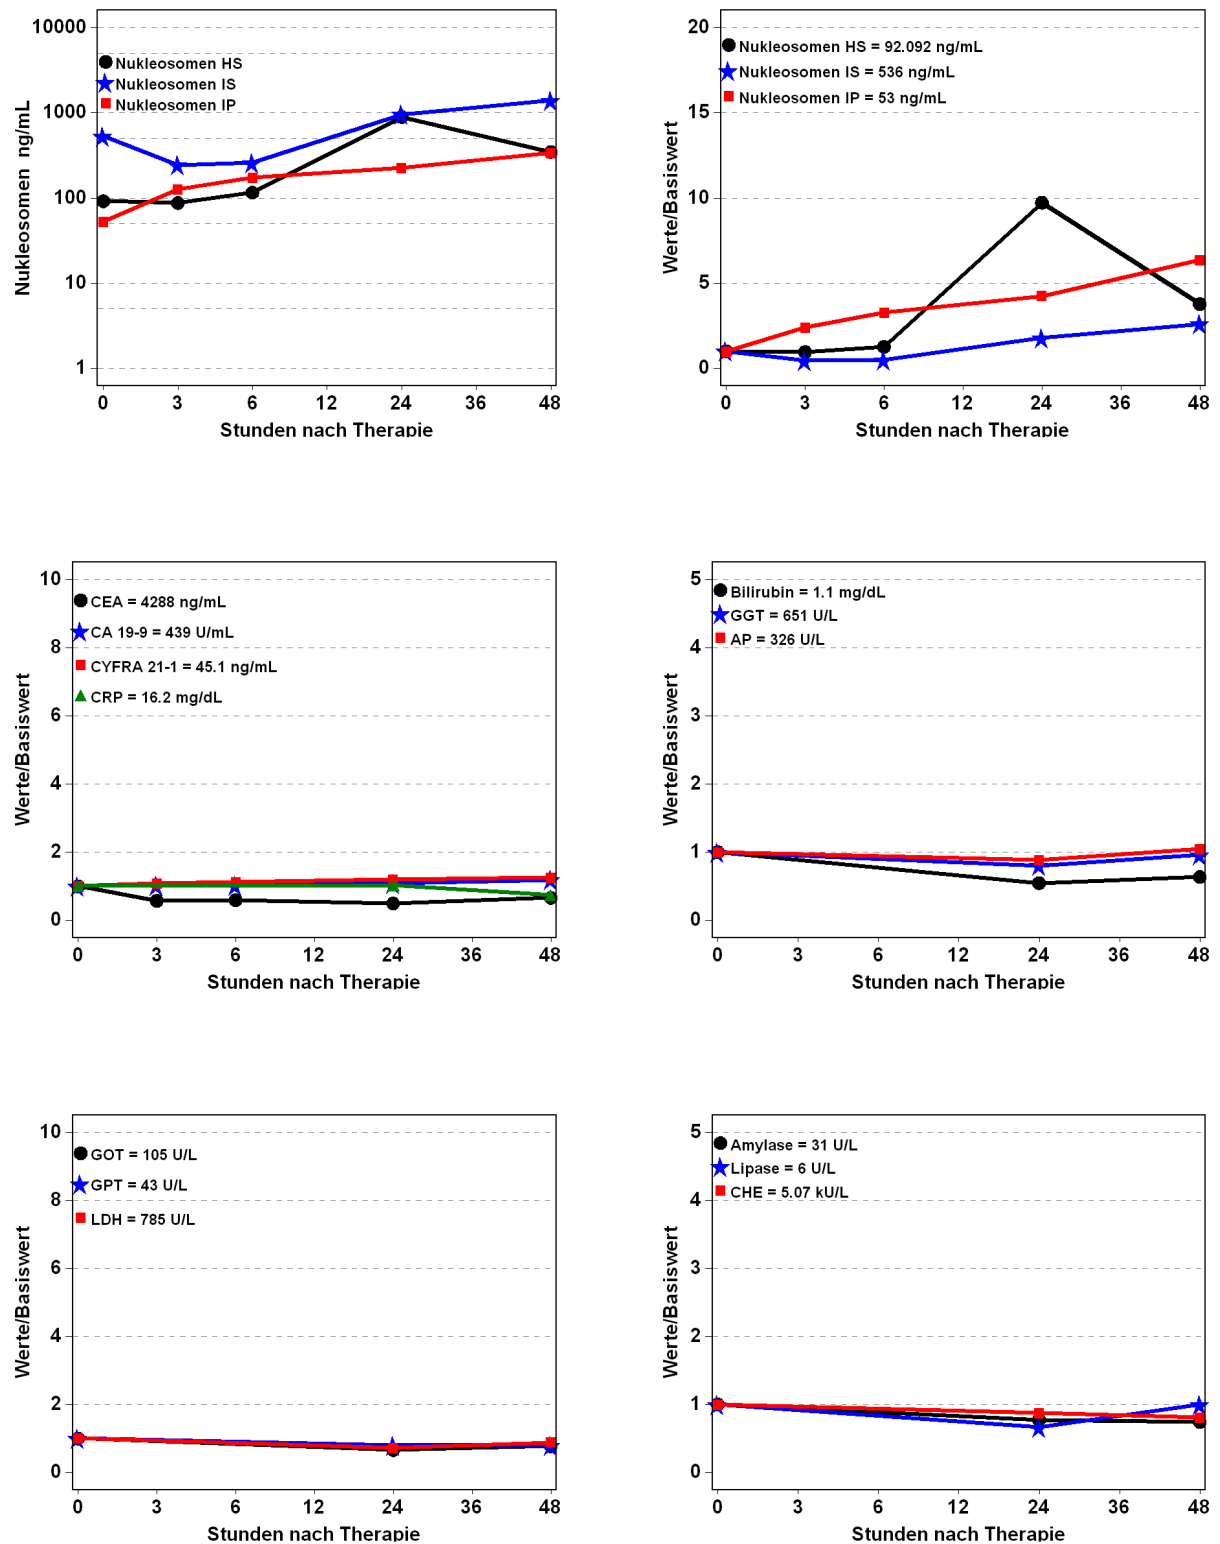 10000
1000
100
10
1
Nukleosomen ng/mL
Nukleosomen HS
Nukleosomen IS
Nukleosomen IP
0 3 6 12 24 36 48
Stunden nach Therapie
20
15
10
5
0
Werte/Basiswert
Nukleosomen HS = 92.092 ng/mL
Nukleosomen IS = 536 ng/mL
Nukleosomen IP = 53 ng/mL
0 3 6 12 24 36 48
Stunden nach Therapie
10
8
6
4
2
0
Werte/Basiswert
CEA = 4288 ng/mL
CA 19-9 = 439 U/mL
CYFRA 21-1 = 45.1 ng/mL
CRP = 16.2 mg/dL
0 3 6 12 24 36 48
Stunden nach Therapie
5
4
3
2
1
0
Werte/Basiswert
Bilirubin = 1.1 mg/dL
GGT = 651 U/L
AP = 326 U/L
0 3 6 12 24 36 48
Stunden nach Therapie
10
8
6
4
2
0
Werte/Basiswert
GOT = 105 U/L
GPT = 43 U/L
LDH = 785 U/L
0 3 6 12 24 36 48
Stunden nach Therapie
5
4
3
2
1
0
Werte/Basiswert
Amylase = 31 U/L
Lipase = 6 U/L
CHE = 5.07 kU/L
0 3 6 12 24 36 48
Stunden nach Therapie